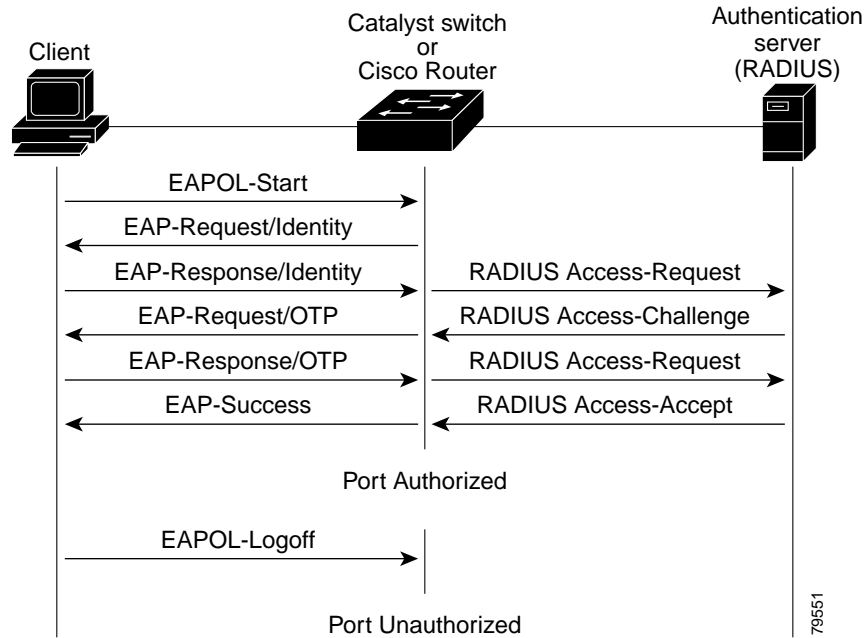 Client
Catalyst switch
or
Cisco Router
Authentication
server
(RADIUS)
EAPOL-Start
EAP-Request/Identity
EAP-Response/Identity
RADIUS Access-Request
EAP-Request/OTP
RADIUS Access-Challenge
EAP-Response/OTP
RADIUS Access-Request
EAP-Success
RADIUS Access-Accept
Port Authorized
EAPOL-Logoff
Port Unauthorized
79551